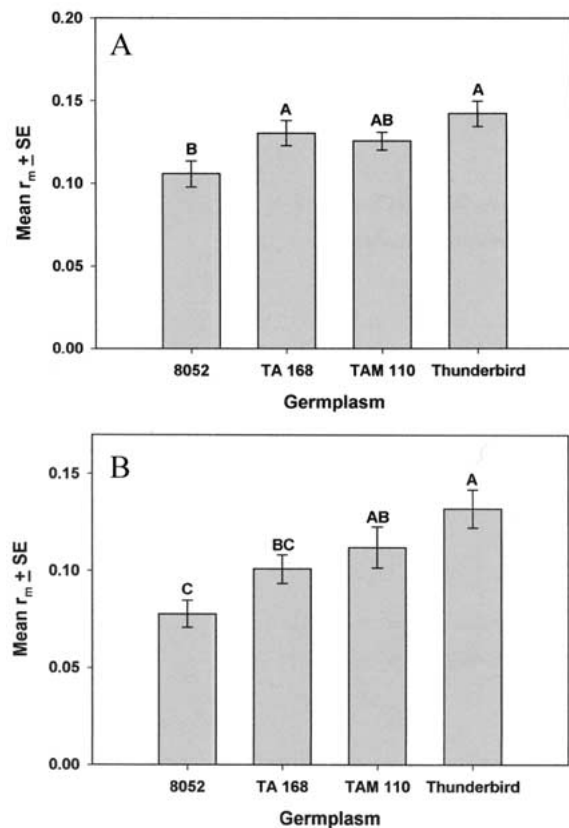 A
0.20
0.15
0.10
0.05
0.00
Mean rm ± SE
B
A
AB
A
8052
TA 168
TAM 110
Thunderbird
Germplasm
B
0.15
0.10
0.05
0.00
Mean rm ± SE
C
BC
AB
A
8052
TA 168
TAM 110
Thunderbird
Germplasm